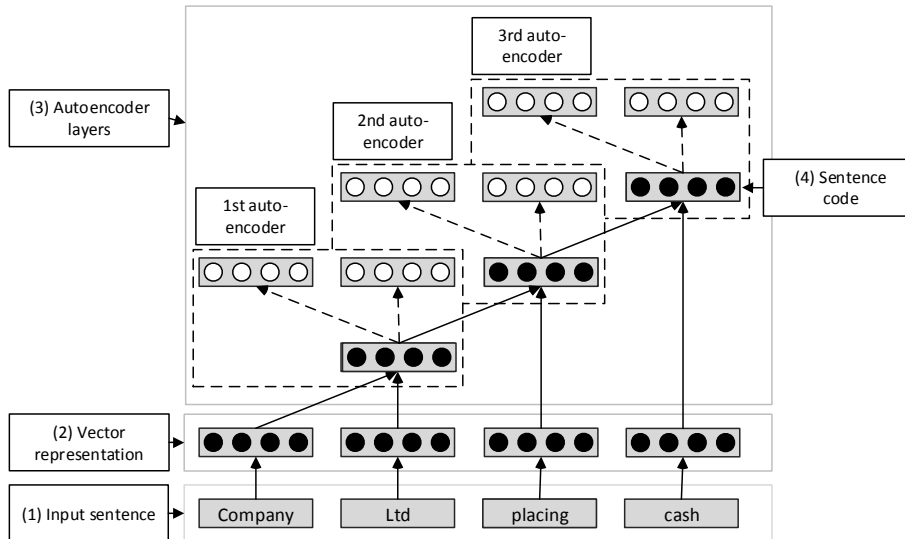 3rd auto-
encoder
(3) Autoencoder
layers
2nd auto-
encoder
(4) Sentence
code
1st auto-
encoder
(2) Vector
representation
(1) Input sentence
Company
Ltd
placing
cash